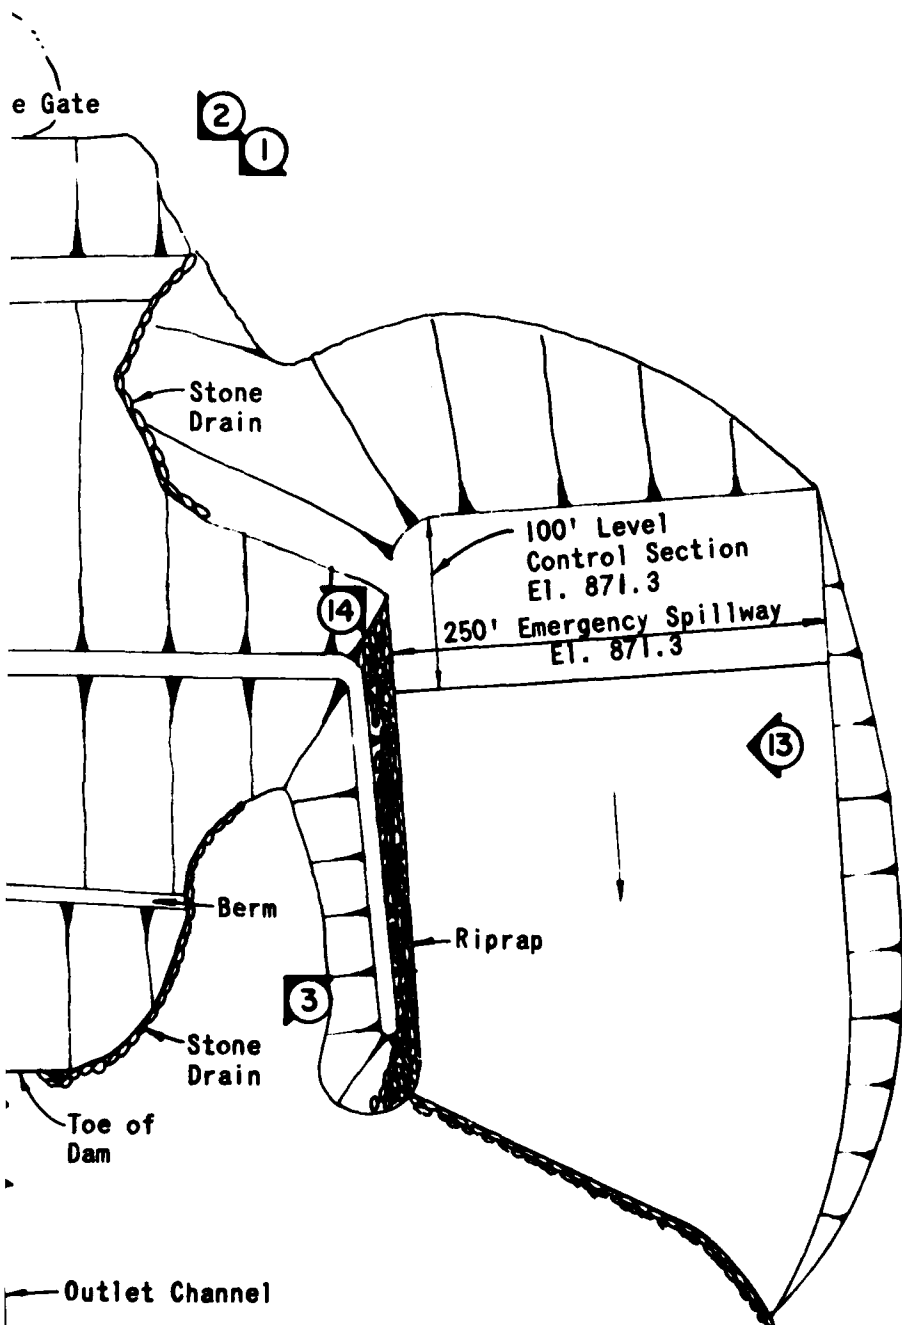 e Gate
2
1
Stone
Drain
100' Level
Control Section
El. 871.3
14
250' Emergency Spillway
El. 871.3
13
Berm
Riprap
3
Stone
Drain
Toe of
Dam
Outlet Channel